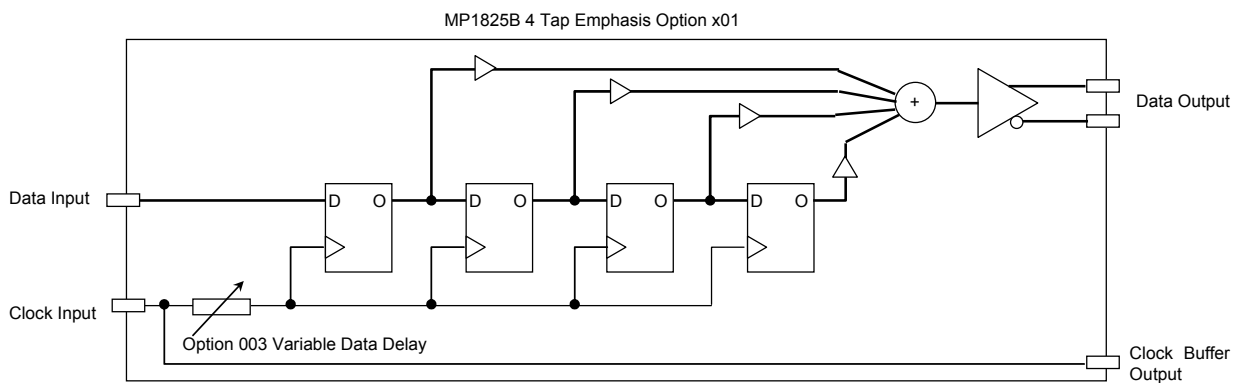 MP1825B 4 Tap Emphasis Option x01
+
Data Output
Data Input
D O D O D O D O
Clock Input
Option 003 Variable Data Delay
Clock Buffer
Output